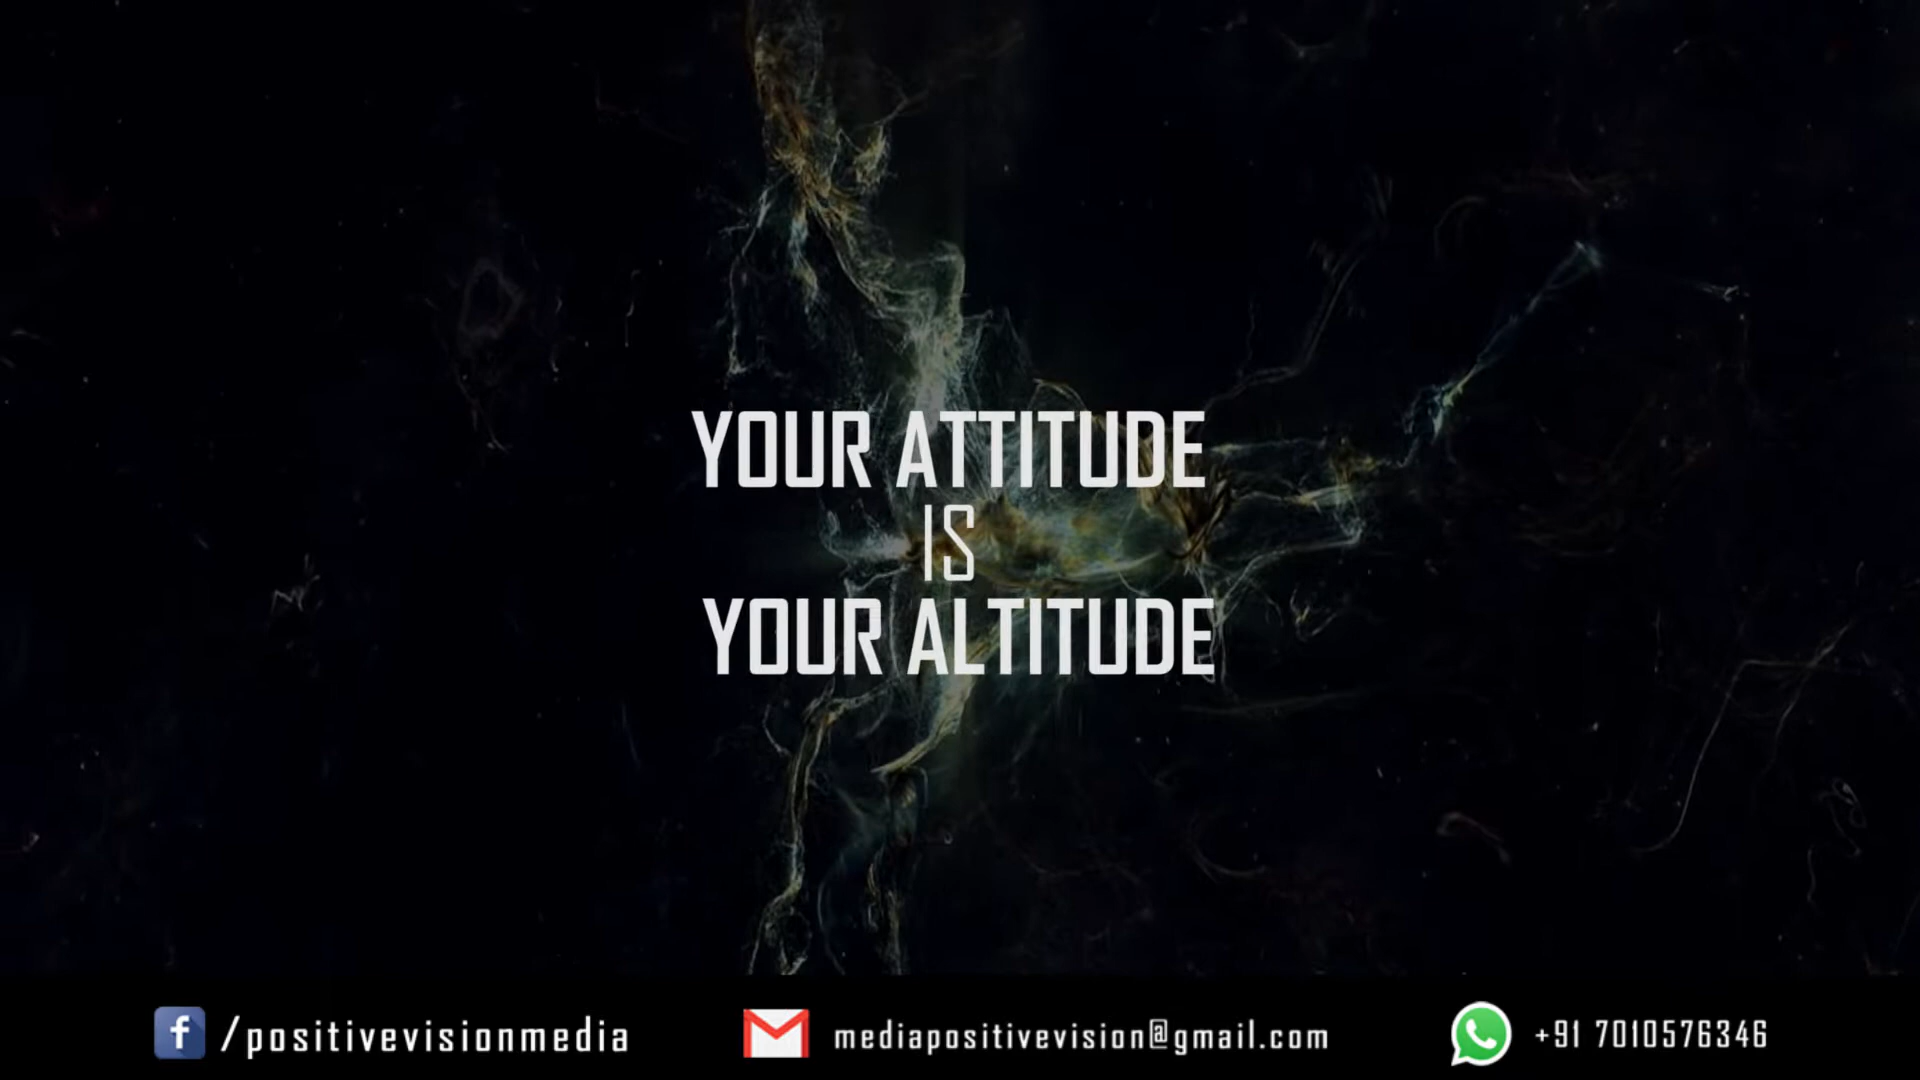 YOUR ATTITUDE
IS
YOUR ALTITUDE
f /positivevisionmedia
mediapositivevision@gmail.com
+91 7010576346